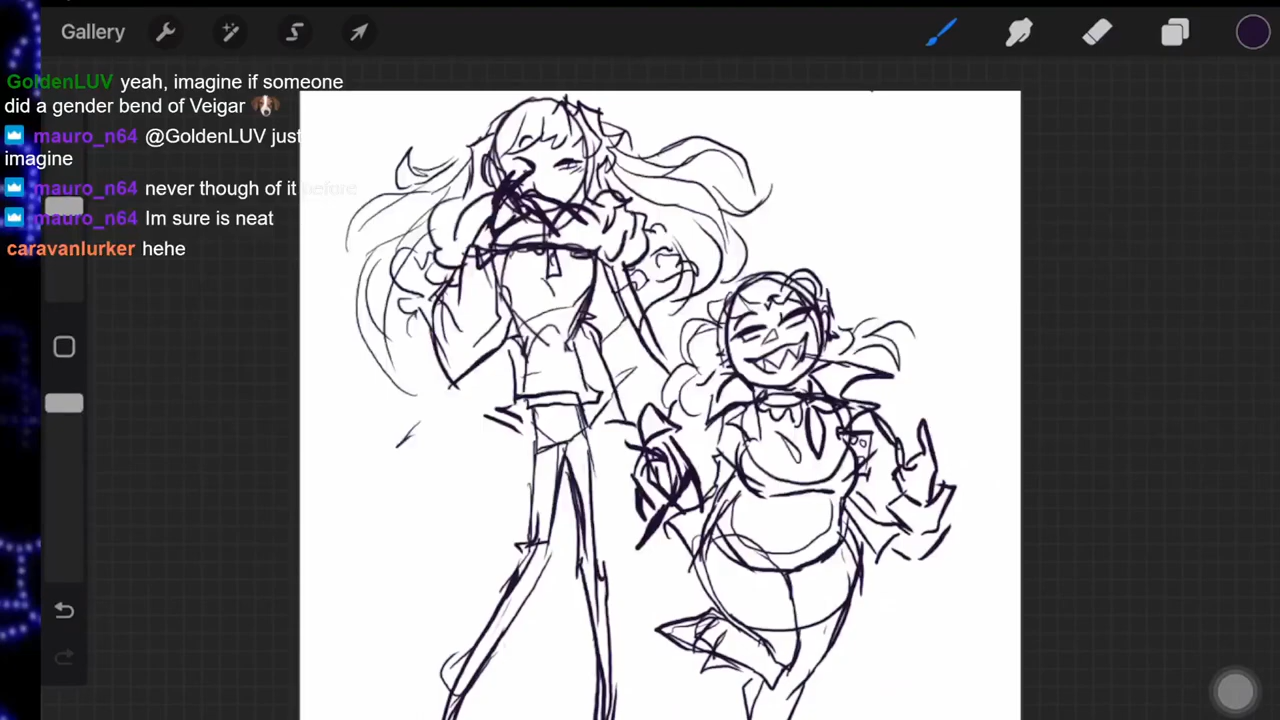 Gallery
GoldenLUV yeah, imagine if someone
did a gender bend of Veigar
mauro_n64 @GoldenLUV just
imagine
mauro_n64 never though of it before
mauro_n64 Im sure is neat
caravanlurker hehe